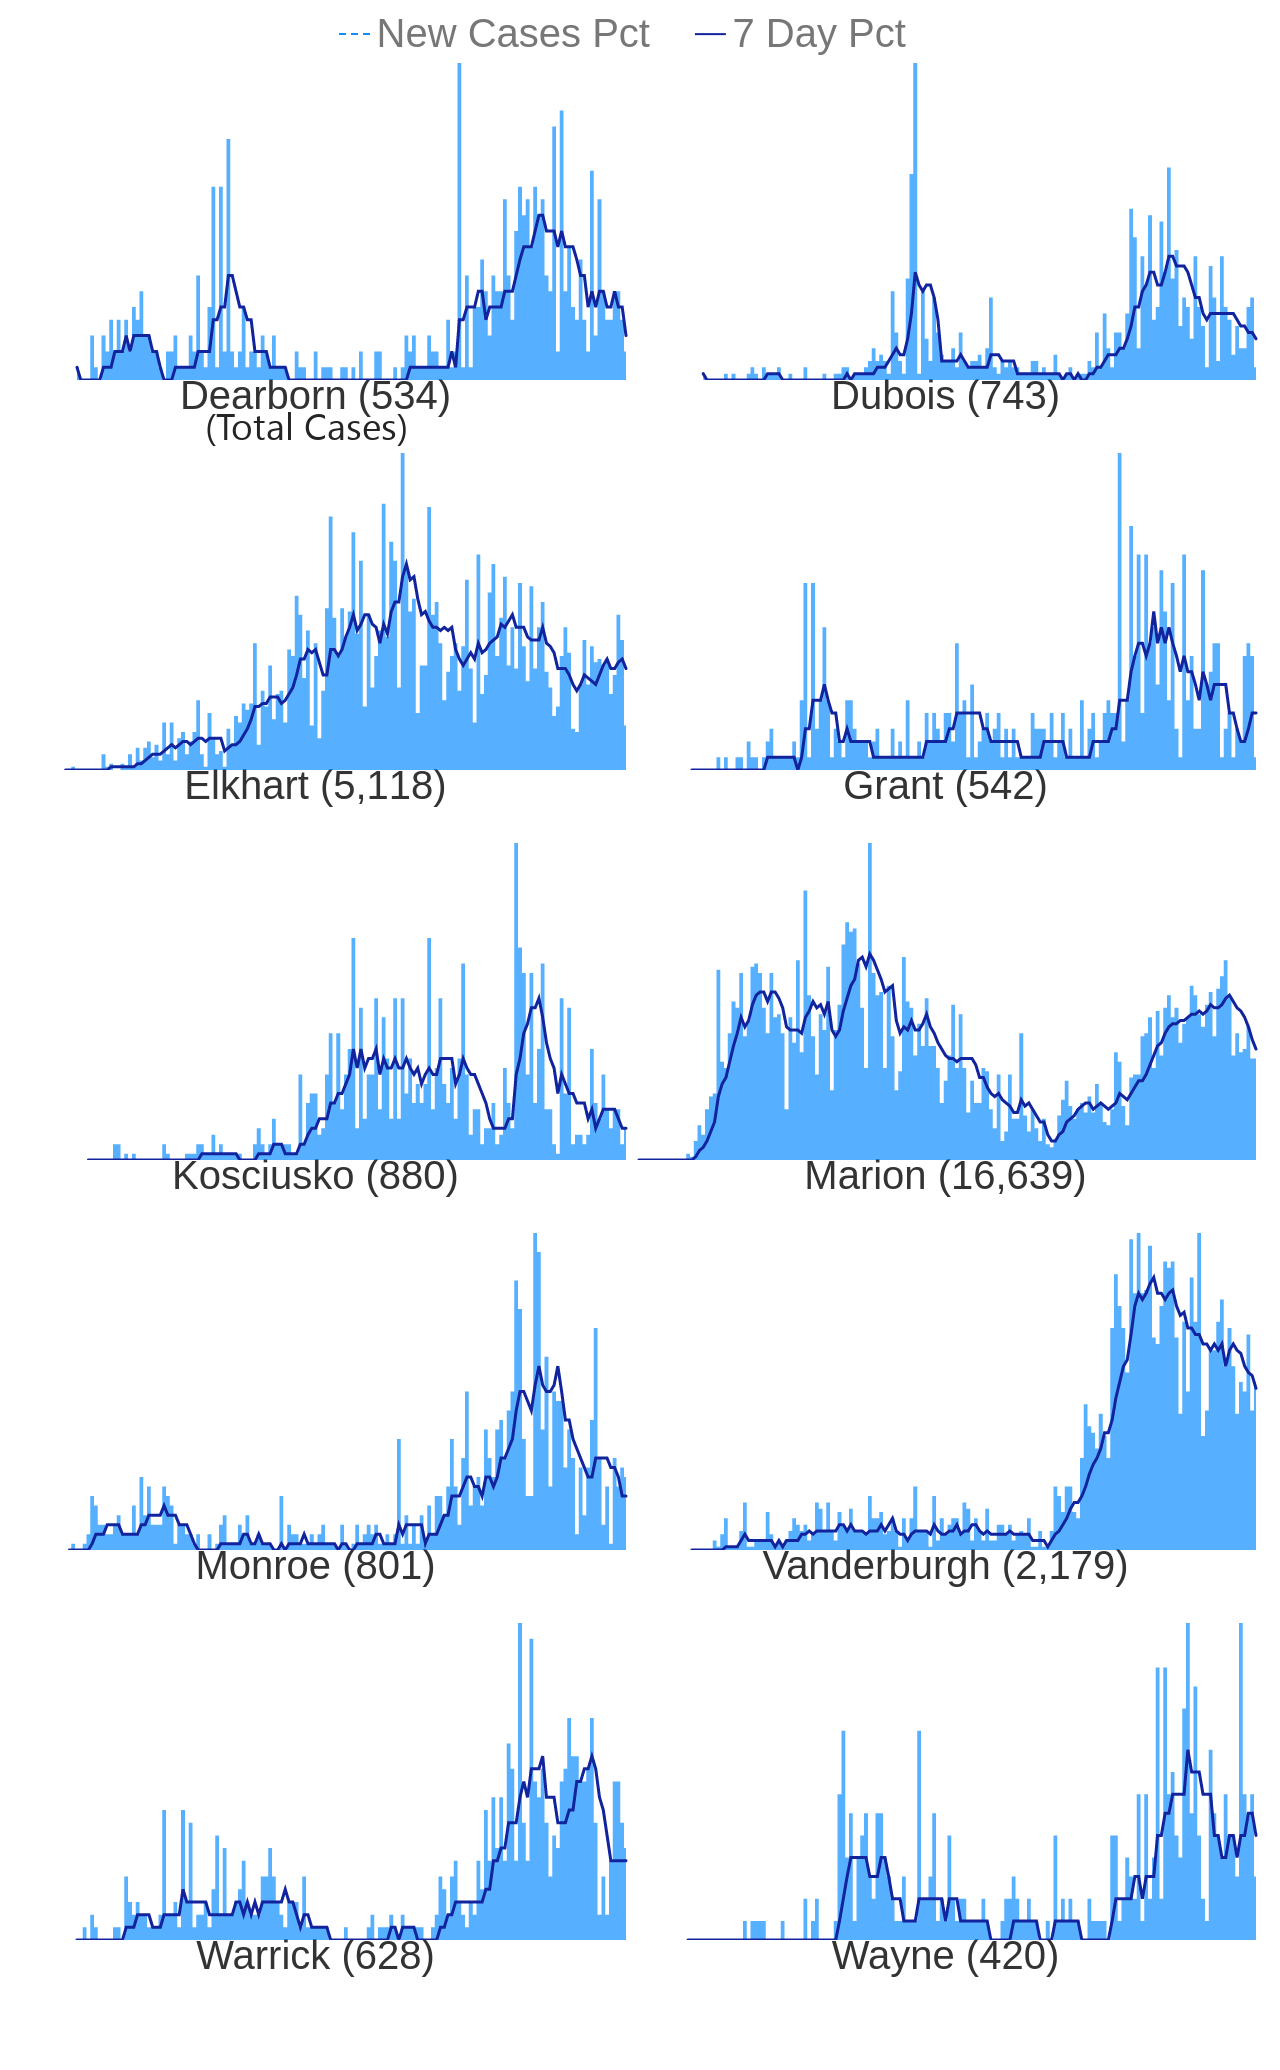 New Cases Pct 7 Day Pct
Dearborn (534) Dubois (743)
(Total Cases)
Elkhart (5,118) Grant (542)
Kosciusko (880) Marion (16,639)
Monroe (801) Vanderburgh (2,179)
Warrick (628) Wayne (420)